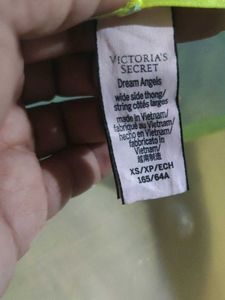 VICTORIA'S
SECRET
Dream Angels
wide side thong/
string côtés larges
made in Vietnam/
fabriqué au Vietnam/
hecho en Vietnam/
fabbricato in
Vietnam/
越南制造
XS/XP/ECH
165/64A